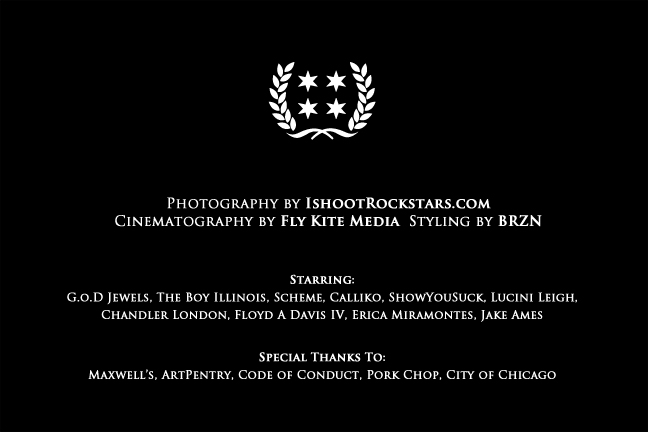 Photography by IshootRockstars.com
Cinematography by Fly Kite Media Styling by BRZN
Starring:
G.o.D Jewels, The Boy Illinois, Scheme, Calliko, ShowYouSuck, Lucini Leigh,
Chandler London, Floyd A Davis IV, Erica Miramontes, Jake Ames
Special Thanks To:
Maxwell's, ArtPentry, Code of Conduct, Pork Chop, City of Chicago